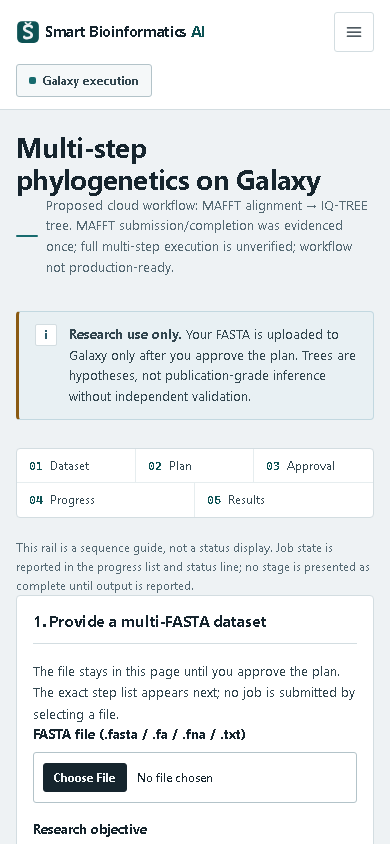 Š Smart Bioinformatics AI
Galaxy execution
Multi-step
phylogenetics on Galaxy
Proposed cloud workflow: MAFFT alignment → IQ-TREE
tree. MAFFT submission/completion was evidenced
once; full multi-step execution is unverified; workflow
not production-ready.
i Research use only. Your FASTA is uploaded to
Galaxy only after you approve the plan. Trees are
hypotheses, not publication-grade inference
without independent validation.
01 Dataset 02 Plan 03 Approval
04 Progress 05 Results
This rail is a sequence guide, not a status display. Job state is
reported in the progress list and status line; no stage is presented as
complete until output is reported.
1. Provide a multi-FASTA dataset
The file stays in this page until you approve the plan.
The exact step list appears next; no job is submitted by
selecting a file.
FASTA file (.fasta / .fa / .fna / .txt)
Choose File No file chosen
Research objective